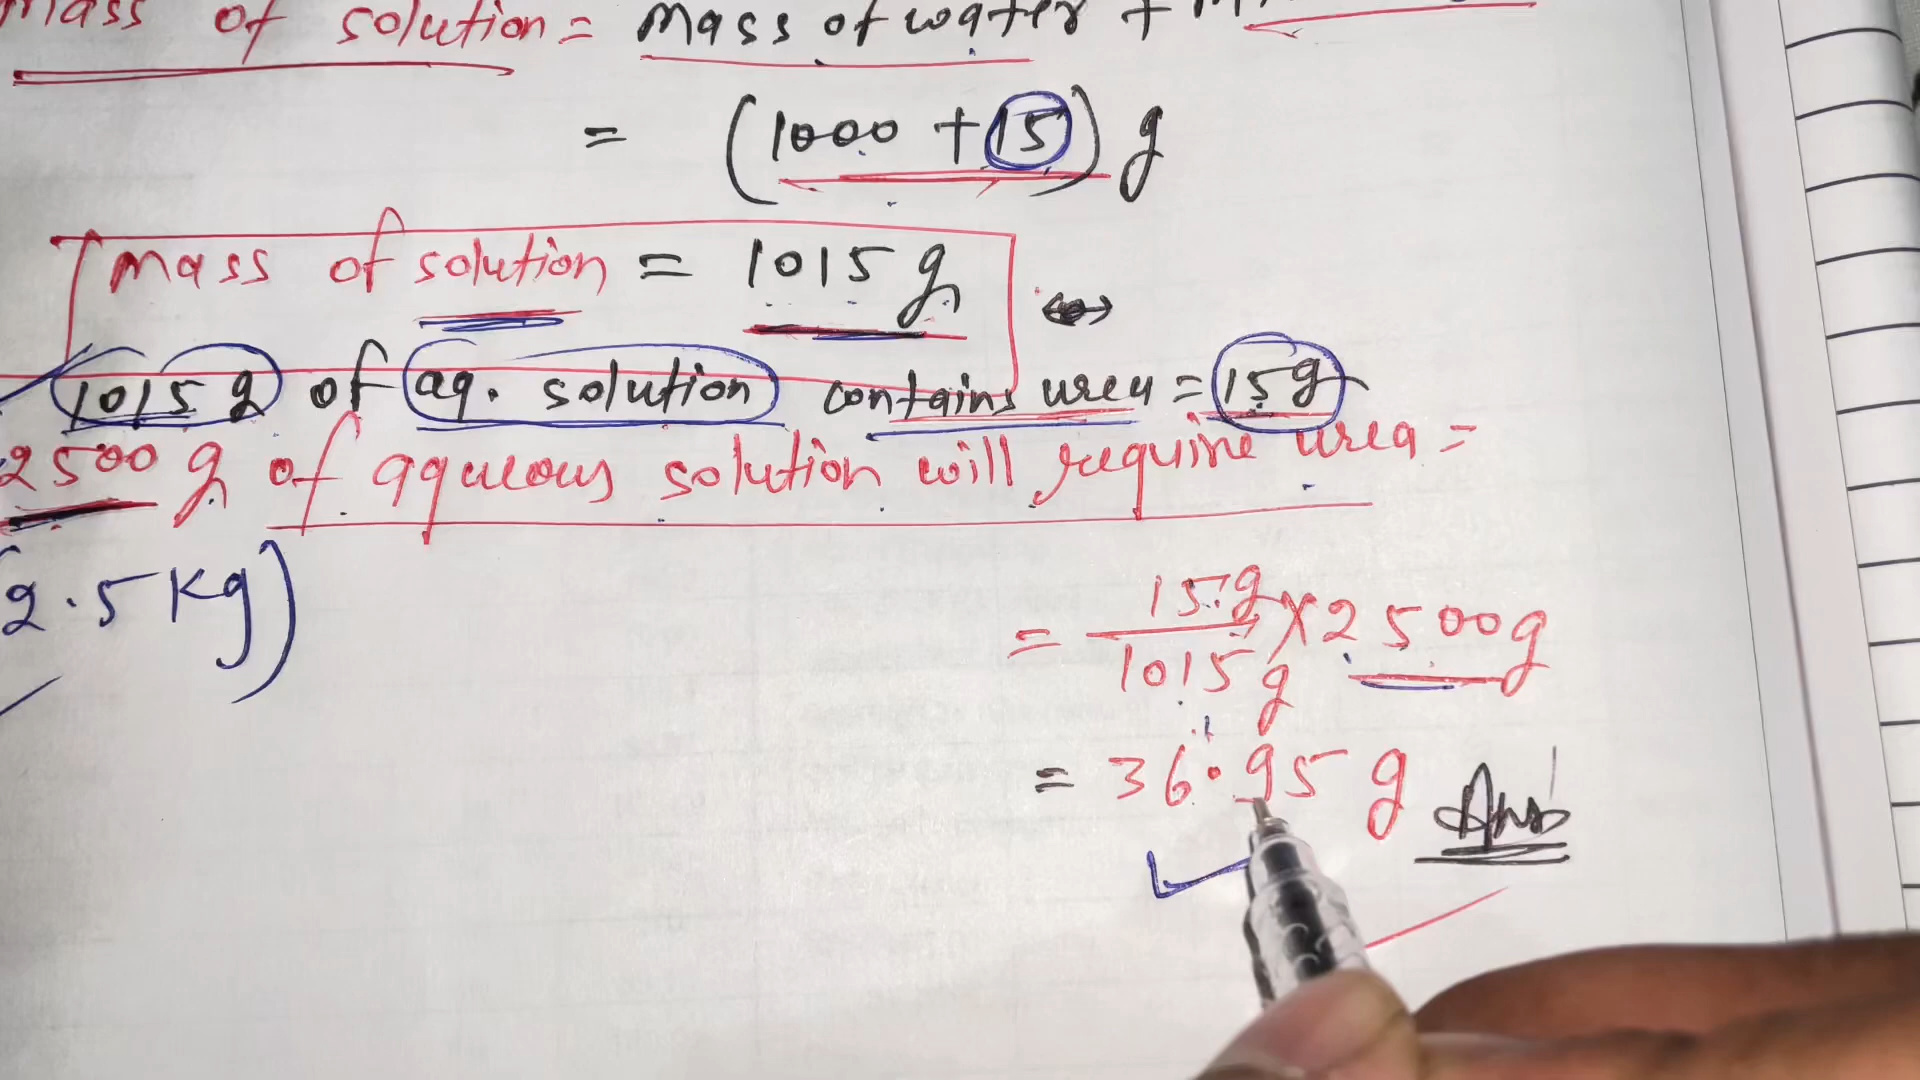 Mass of solution = Mass of water +
= (1000 + 15) g
Mass of solution = 1015 g
1015 g of aq. solution contains urea = 15 g
2500 g of aqueous solution will require urea =
(2.5 Kg)
= 15 g / 1015 g × 2500 g
= 36.95 g Ans